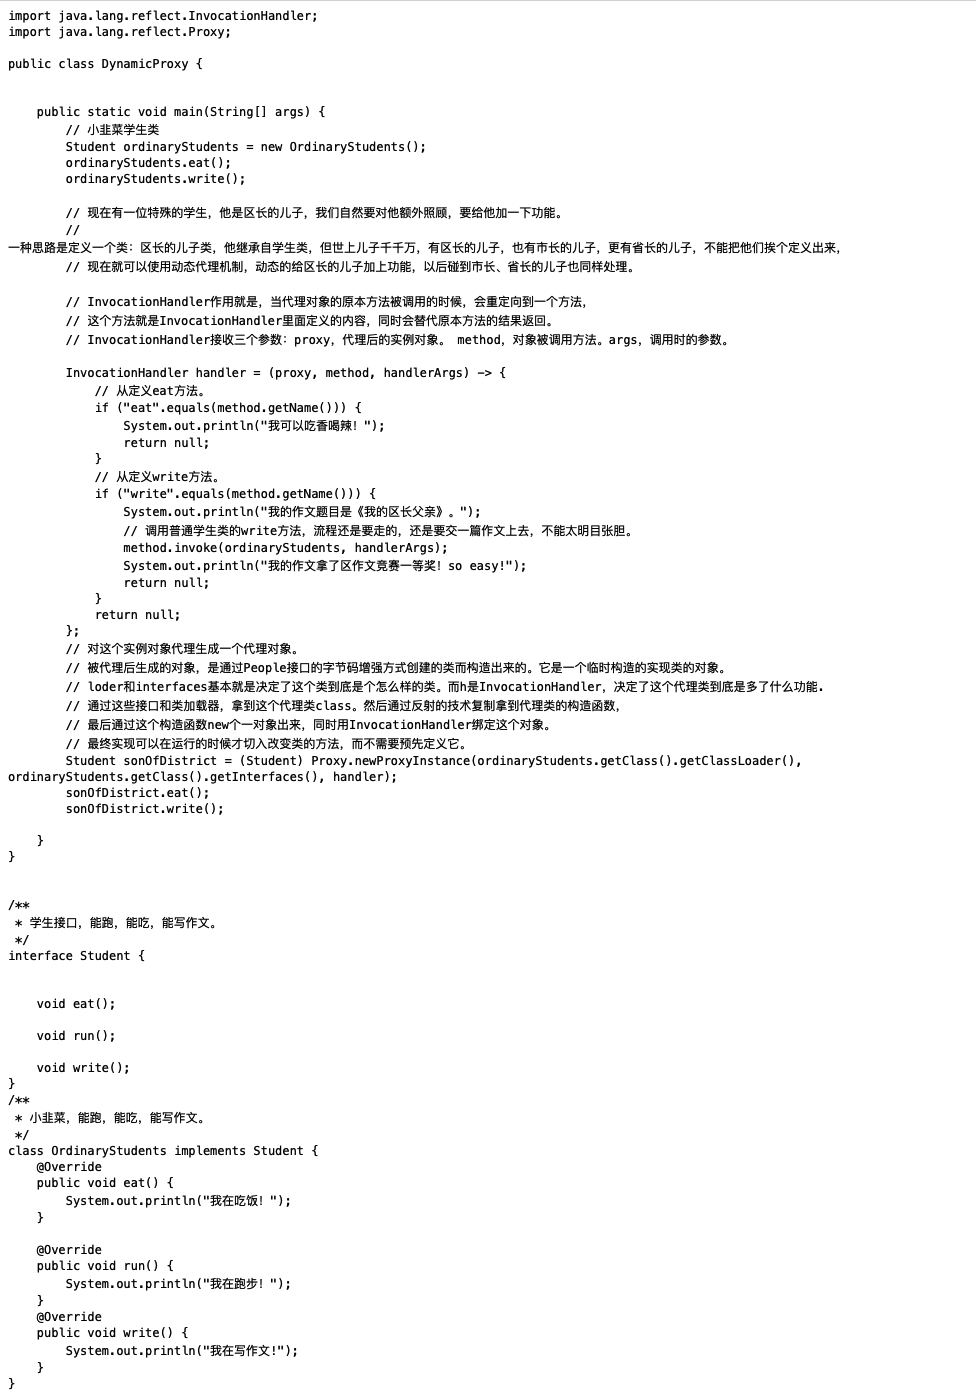 import java.lang.reflect.InvocationHandler;
import java.lang.reflect.Proxy;
public class DynamicProxy {
public static void main(String[] args) {
// 小韭菜学生类
Student ordinaryStudents = new OrdinaryStudents();
ordinaryStudents.eat();
ordinaryStudents.write();
// 现在有一位特殊的学生，他是区长的儿子，我们自然要对他额外照顾，要给他加一下功能。
//
一种思路是定义一个类：区长的儿子类，他继承自学生类，但世上儿子千千万，有区长的儿子，也有市长的儿子，更有省长的儿子，不能把他们挨个定义出来，
// 现在就可以使用动态代理机制，动态的给区长的儿子加上功能，以后碰到市长、省长的儿子也同样处理。
// InvocationHandler作用就是，当代理对象的原本方法被调用的时候，会重定向到一个方法，
// 这个方法就是InvocationHandler里面定义的内容，同时会替代原本方法的结果返回。
// InvocationHandler接收三个参数：proxy，代理后的实例对象。 method，对象被调用方法。args，调用时的参数。
InvocationHandler handler = (proxy, method, handlerArgs) -> {
// 从定义eat方法。
if ("eat".equals(method.getName())) {
System.out.println("我可以吃香喝辣！");
return null;
}
// 从定义write方法。
if ("write".equals(method.getName())) {
System.out.println("我的作文题目是《我的区长父亲》。");
// 调用普通学生类的write方法，流程还是要走的，还是要交一篇作文上去，不能太明目张胆。
method.invoke(ordinaryStudents, handlerArgs);
System.out.println("我的作文拿了区作文竞赛一等奖！so easy!");
return null;
}
return null;
};
// 对这个实例对象代理生成一个代理对象。
// 被代理后生成的对象，是通过People接口的字节码增强方式创建的类而构造出来的。它是一个临时构造的实现类的对象。
// loder和interfaces基本就是决定了这个类到底是个怎么样的类。而h是InvocationHandler，决定了这个代理类到底是多了什么功能.
// 通过这些接口和类加载器，拿到这个代理类class。然后通过反射的技术复制拿到代理类的构造函数，
// 最后通过这个构造函数new个一对象出来，同时用InvocationHandler绑定这个对象。
// 最终实现可以在运行的时候才切入改变类的方法，而不需要预先定义它。
Student sonOfDistrict = (Student) Proxy.newProxyInstance(ordinaryStudents.getClass().getClassLoader(),
ordinaryStudents.getClass().getInterfaces(), handler);
sonOfDistrict.eat();
sonOfDistrict.write();
}
}
/**
* 学生接口，能跑，能吃，能写作文。
*/
interface Student {
void eat();
void run();
void write();
}
/**
* 小韭菜，能跑，能吃，能写作文。
*/
class OrdinaryStudents implements Student {
@Override
public void eat() {
System.out.println("我在吃饭！");
}
@Override
public void run() {
System.out.println("我在跑步！");
}
@Override
public void write() {
System.out.println("我在写作文!");
}
}